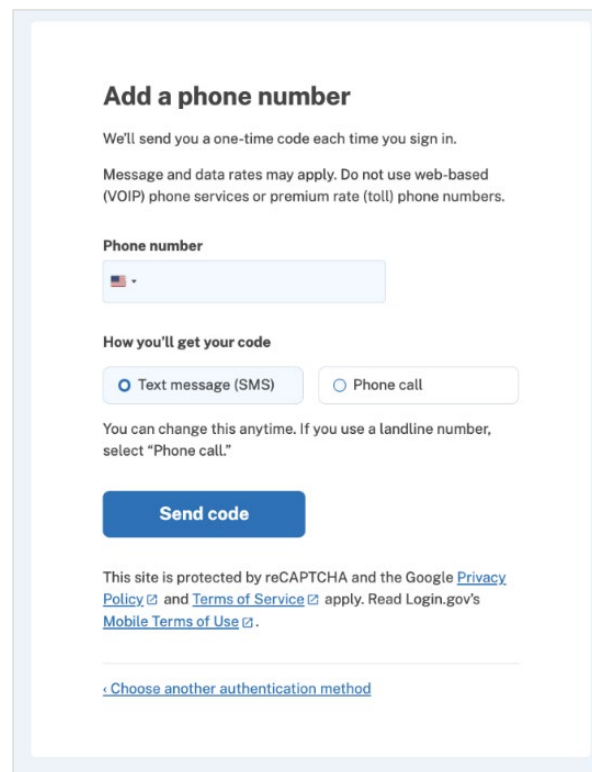 Add a phone number
We'll send you a one-time code each time you sign in.
Message and data rates may apply. Do not use web-based
(VOIP) phone services or premium rate (toll) phone numbers.
Phone number
How you'll get your code
Text message (SMS)
Phone call
You can change this anytime. If you use a landline number,
select “Phone call.”
Send code
This site is protected by reCAPTCHA and the Google Privacy
Policy and Terms of Service apply. Read Login.gov's
Mobile Terms of Use.
‹ Choose another authentication method